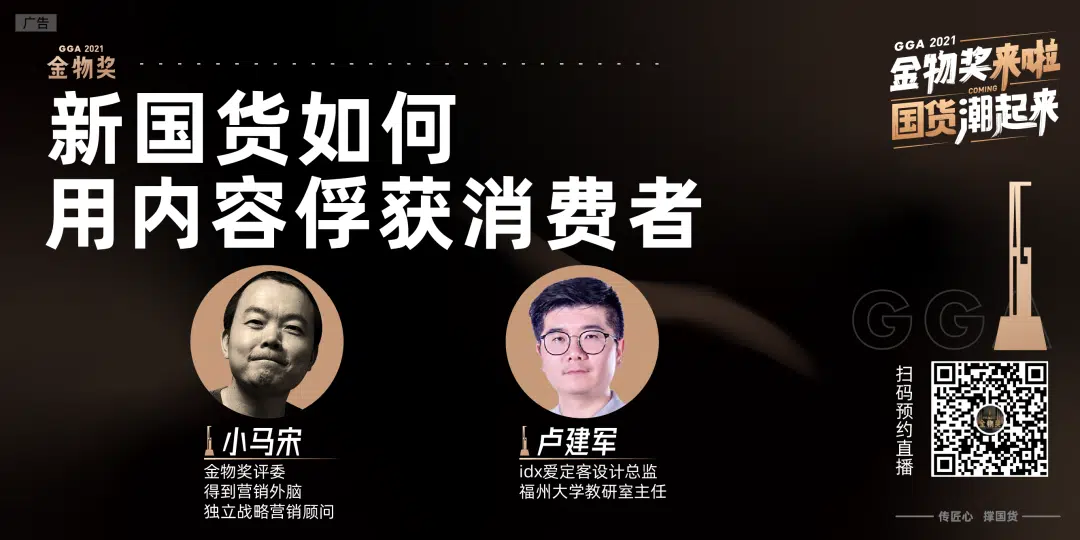 广告
GGA 2021
金物奖
新国货如何
用内容俘获消费者
GGA 2021
金物奖来啦
COMING
国货潮起来
小马宋
金物奖评委
得到营销外脑
独立战略营销顾问
卢建军
idx爱定客设计总监
福州大学教研室主任
GGA
扫码预约直播
金物奖
传匠心 撑国货